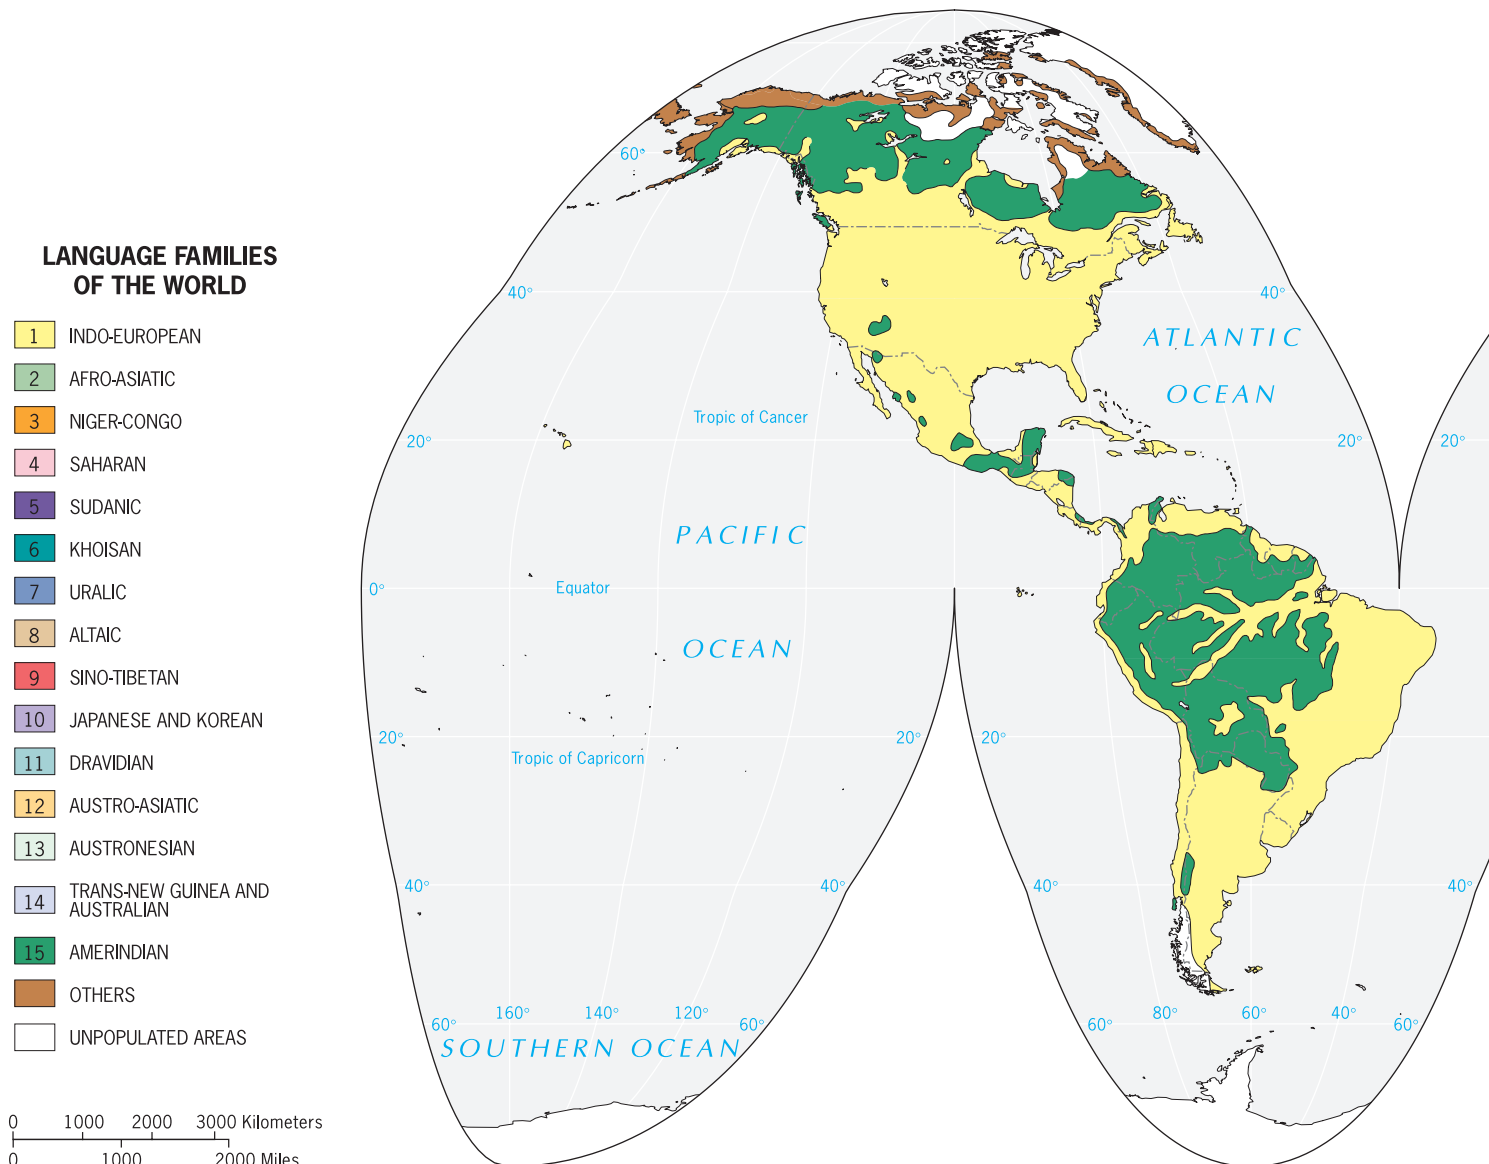 LANGUAGE FAMILIES
OF THE WORLD
1 INDO-EUROPEAN
2 AFRO-ASIATIC
3 NIGER-CONGO
4 SAHARAN
5 SUDANIC
6 KHOISAN
7 URALIC
8 ALTAIC
9 SINO-TIBETAN
10 JAPANESE AND KOREAN
11 DRAVIDIAN
12 AUSTRO-ASIATIC
13 AUSTRONESIAN
14 TRANS-NEW GUINEA AND
AUSTRALIAN
15 AMERINDIAN
OTHERS
UNPOPULATED AREAS
0 1000 2000 3000 Kilometers
0 1000 2000 Miles
60°
40° 40°
ATLANTIC
OCEAN
Tropic of Cancer
20° 20° 20°
PACIFIC
0° Equator
OCEAN
20° 20° 20°
Tropic of Capricorn
40° 40° 40° 40°
60° 160° 140° 120° 60° 60° 80° 60° 40° 60°
SOUTHERN OCEAN